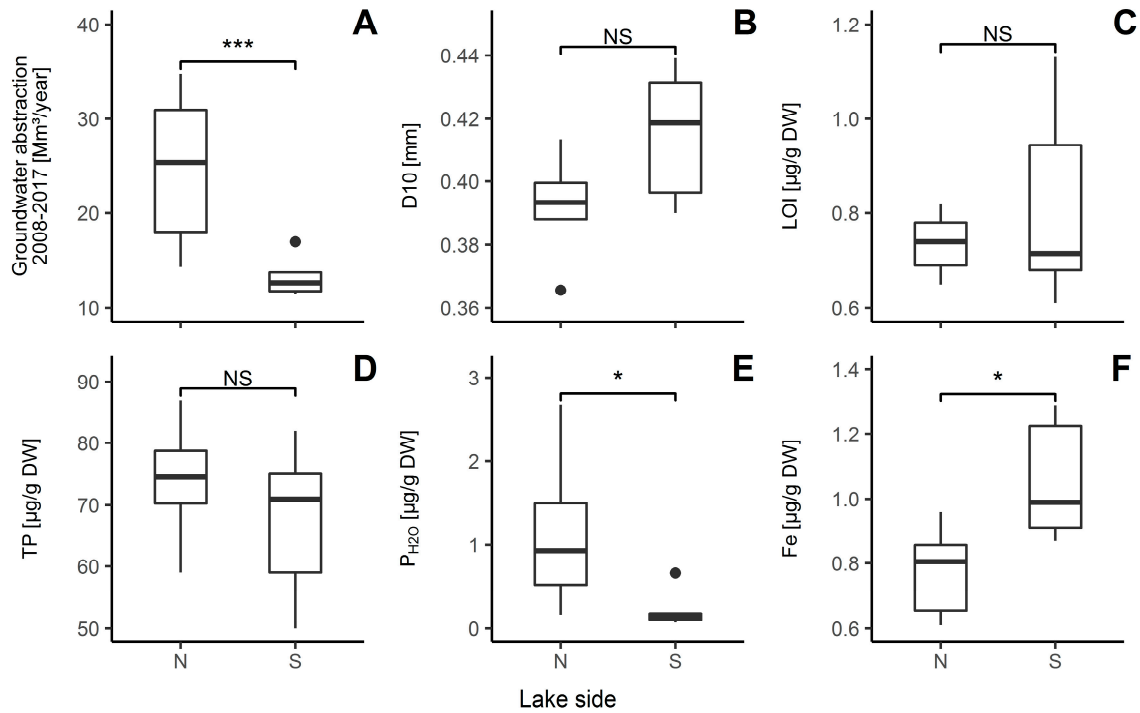 A
Groundwater abstraction
2008-2017 [Mm³/year]
40
30
20
10
***
B
D10 [mm]
0.44
0.42
0.40
0.38
0.36
NS
C
LOI [µg/g DW]
1.2
1.0
0.8
0.6
NS
D
TP [µg/g DW]
90
80
70
60
50
NS
N S
E
PH2O [µg/g DW]
3
2
1
0
*
N S
F
Fe [µg/g DW]
1.4
1.2
1.0
0.8
0.6
*
N S
Lake side